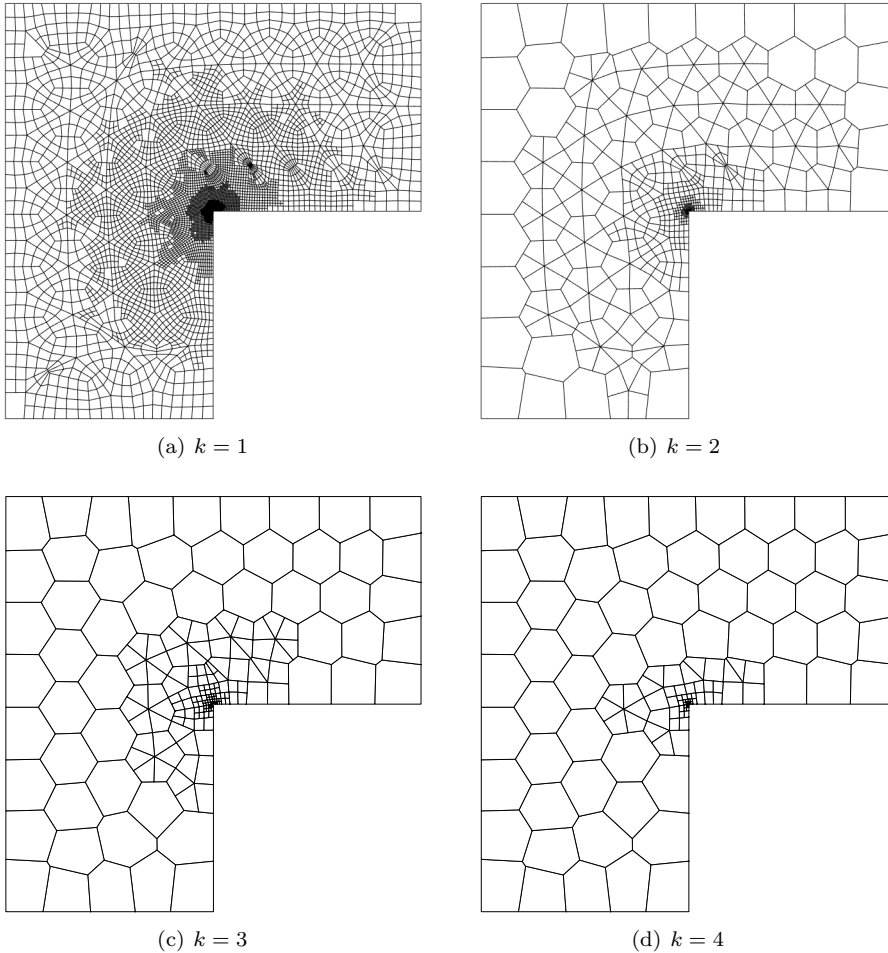 (a) k = 1
(b) k = 2
(c) k = 3
(d) k = 4